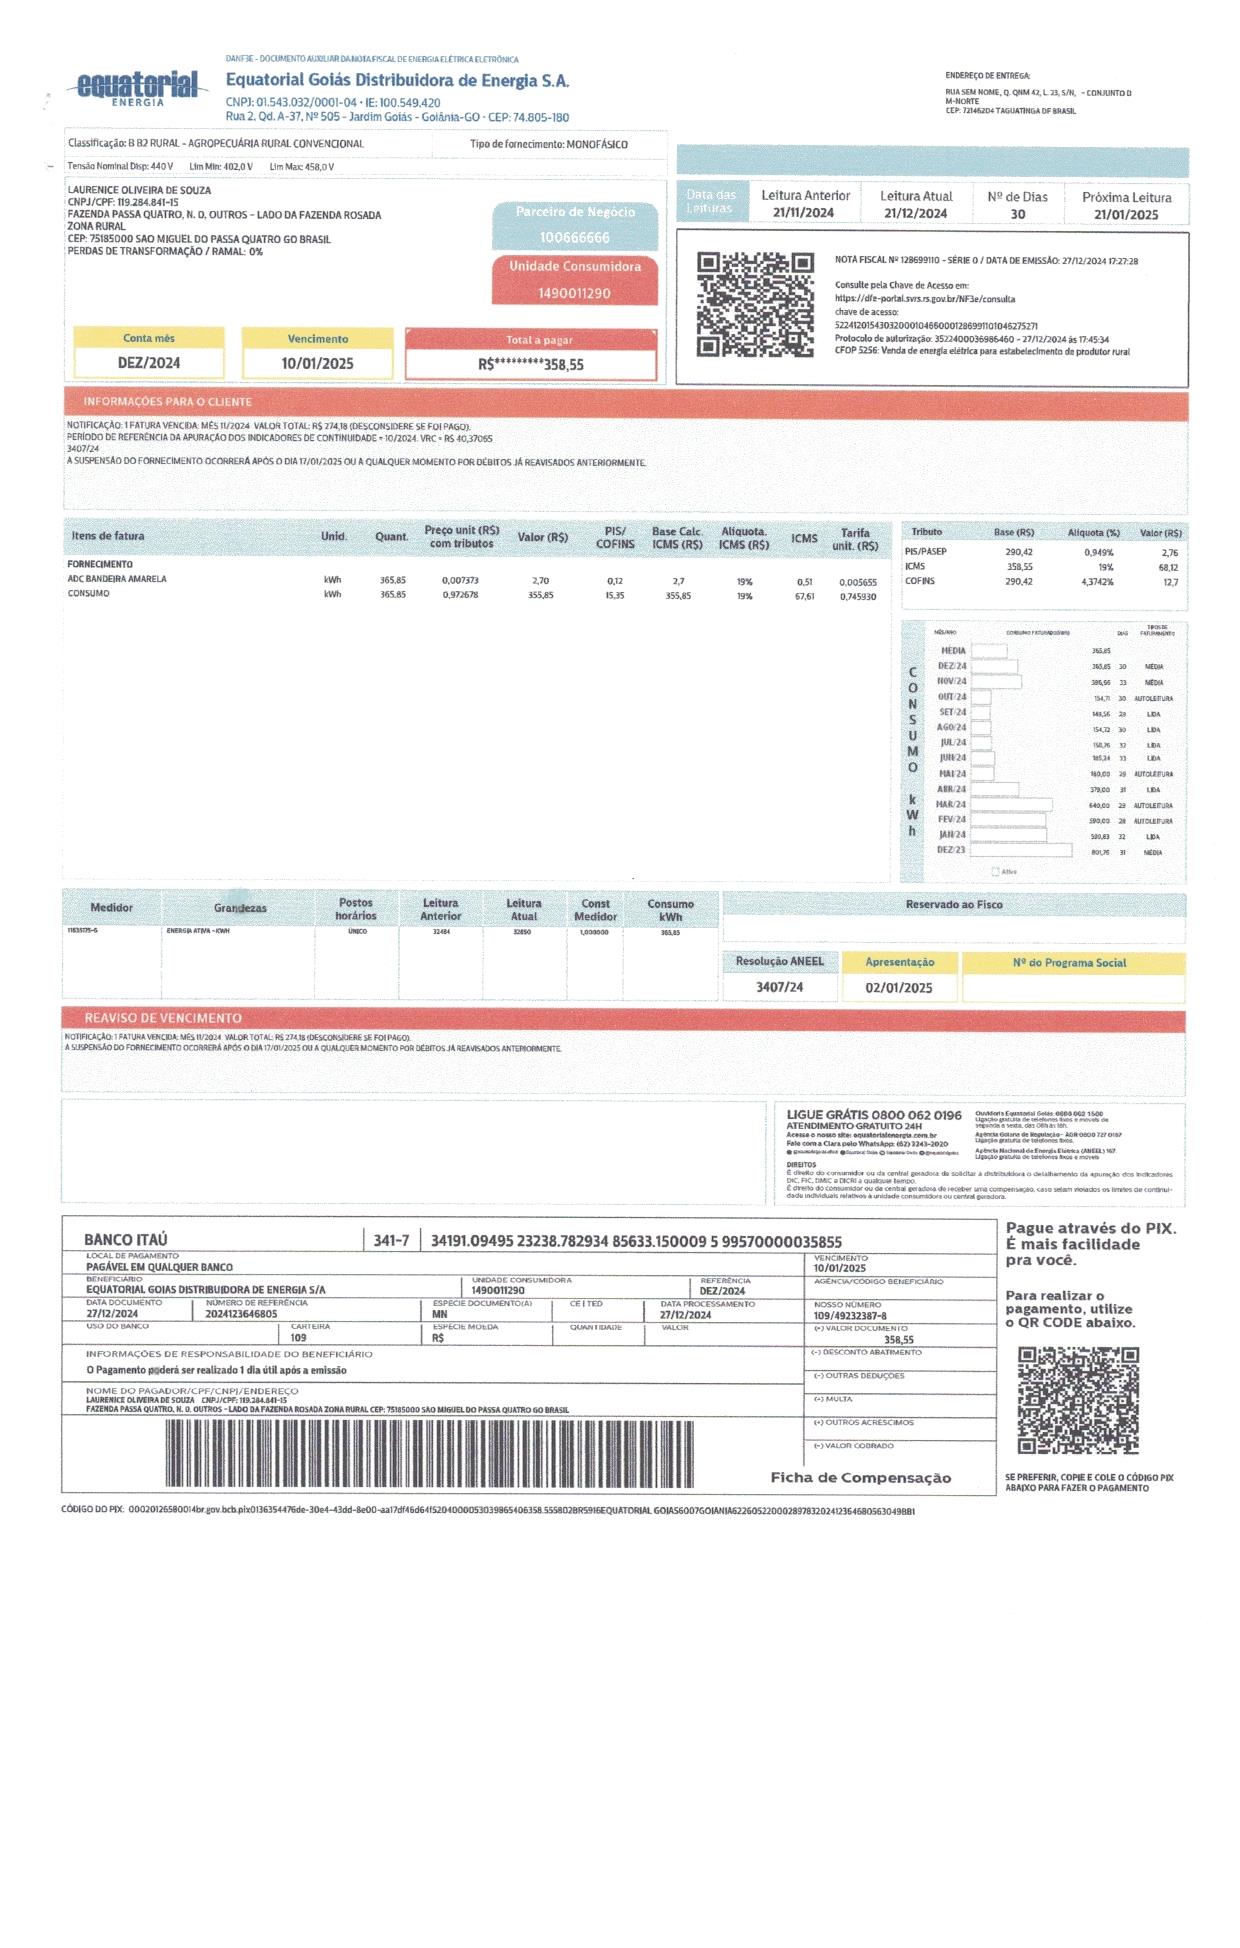 DANF3E - DOCUMENTO AUXILIAR DA NOTA FISCAL DE ENERGIA ELÉTRICA ELETRÔNICA
equatorial
ENERGIA
Equatorial Goiás Distribuidora de Energia S.A.
CNPJ: 01.543.032/0001-04 • IE: 100.549.420
Rua 2, Qd. A-37, Nº 505 - Jardim Goiás - Goiânia-GO - CEP: 74.805-180
ENDEREÇO DE ENTREGA:
RUA SEM NOME, Q. QNM 42, L. 23, S/N, - CONJUNTO D
M-NORTE
CEP: 72146204 TAGUATINGA DF BRASIL
Classificação: B B2 RURAL - AGROPECUÁRIA RURAL CONVENCIONAL
Tipo de fornecimento: MONOFÁSICO
Tensão Nominal Disp: 440 V Lim Min: 402,0 V Lim Max: 458,0 V
LAURENICE OLIVEIRA DE SOUZA
CNPJ/CPF: 119.284.841-15
FAZENDA PASSA QUATRO, N. 0, OUTROS - LADO DA FAZENDA ROSADA
ZONA RURAL
CEP: 75185000 SAO MIGUEL DO PASSA QUATRO GO BRASIL
PERDAS DE TRANSFORMAÇÃO / RAMAL: 0%
Parceiro de Negócio
100666666
Unidade Consumidora
1490011290
Data das Leituras
Leitura Anterior 21/11/2024
Leitura Atual 21/12/2024
Nº de Dias 30
Próxima Leitura 21/01/2025
NOTA FISCAL Nº 128699110 - SÉRIE 0 / DATA DE EMISSÃO: 27/12/2024 17:27:28
Consulte pela Chave de Acesso em:
https://dfe-portal.svrs.rs.gov.br/NF3e/consulta
chave de acesso:
52241201543032000104660001286991101046275271
Protocolo de autorização: 3522400036986460 - 27/12/2024 às 17:45:34
CFOP 5256: Venda de energia elétrica para estabelecimento de produtor rural
Conta mês
DEZ/2024
Vencimento
10/01/2025
Total a pagar
R$*********358,55
INFORMAÇÕES PARA O CLIENTE
NOTIFICAÇÃO: 1 FATURA VENCIDA: MÊS 11/2024 VALOR TOTAL: R$ 274,18 (DESCONSIDERE SE FOI PAGO).
PERÍODO DE REFERÊNCIA DA APURAÇÃO DOS INDICADORES DE CONTINUIDADE = 10/2024. VRC = R$ 40,37065
3407/24
A SUSPENSÃO DO FORNECIMENTO OCORRERÁ APÓS O DIA 17/01/2025 OU A QUALQUER MOMENTO POR DÉBITOS JÁ REAVISADOS ANTERIORMENTE.
Itens de fatura Unid. Quant. Preço unit (R$) com tributos Valor (R$) PIS/COFINS Base Calc. ICMS (R$) Alíquota. ICMS (R$) ICMS Tarifa unit. (R$)
FORNECIMENTO
ADC BANDEIRA AMARELA kWh 365,85 0,007373 2,70 0,12 2,7 19% 0,51 0,005655
CONSUMO kWh 365,85 0,972678 355,85 15,35 355,85 19% 67,61 0,745930
Tributo Base (R$) Alíquota (%) Valor (R$)
PIS/PASEP 290,42 0,949% 2,76
ICMS 358,55 19% 68,12
COFINS 290,42 4,3742% 12,7
CONSUMO kWh
MÊS/ANO CONSUMO FATURADO(kWh) DIAS TIPOS DE FATURAMENTO
MÉDIA 365,85
DEZ/24 365,85 30 MÉDIA
NOV/24 33 MÉDIA
OUT/24 154,71 30 AUTOLEITURA
SET/24 149,56 29 LIDA
AGO/24 154,72 30 LIDA
JUL/24 150,76 32 LIDA
JUN/24 185,24 33 LIDA
MAI/24 180,00 29 AUTOLEITURA
ABR/24 379,00 31 LIDA
MAR/24 640,00 29 AUTOLEITURA
FEV/24 590,00 28 AUTOLEITURA
JAN/24 590,83 32 LIDA
DEZ/23 801,76 31 MÉDIA
Ativa
Medidor Grandezas Postos horários Leitura Anterior Leitura Atual Const Medidor Consumo kWh
11635175-6 ENERGIA ATIVA - KWH ÚNICO 32484 32850 1,000000 365,85
Reservado ao Fisco
Resolução ANEEL
3407/24
Apresentação
02/01/2025
Nº do Programa Social
REAVISO DE VENCIMENTO
NOTIFICAÇÃO: 1 FATURA VENCIDA: MÊS 11/2024 VALOR TOTAL: R$ 274,18 (DESCONSIDERE SE FOI PAGO).
A SUSPENSÃO DO FORNECIMENTO OCORRERÁ APÓS O DIA 17/01/2025 OU A QUALQUER MOMENTO POR DÉBITOS JÁ REAVISADOS ANTERIORMENTE.
LIGUE GRÁTIS 0800 062 0196
ATENDIMENTO GRATUITO 24H
Acesse o nosso site: equatorialenergia.com.br
Fale com a Clara pelo WhatsApp: (62) 3243-2020
Ouvidoria Equatorial Goiás: 0800 062 1500
Ligação gratuita de telefones fixos e móveis de
segunda a sexta, das 08h às 18h.
Agência Goiana de Regulação - AGR 0800 727 0167
Ligação gratuita de telefones fixos.
Agência Nacional de Energia Elétrica (ANEEL) 167
Ligação gratuita de telefones fixos e móveis
DIREITOS
É direito do consumidor ou da central geradora de solicitar à distribuidora o detalhamento da apuração dos indicadores
DIC, FIC, DMIC e DICRI a qualquer tempo.
É direito do consumidor ou da central geradora de receber uma compensação, caso sejam violados os limites de continui-
dade individuais relativos à unidade consumidora ou central geradora.
BANCO ITAÚ 341-7 34191.09495 23238.782934 85633.150009 5 99570000035855
LOCAL DE PAGAMENTO
PAGÁVEL EM QUALQUER BANCO
VENCIMENTO
10/01/2025
BENEFICIÁRIO
EQUATORIAL GOIAS DISTRIBUIDORA DE ENERGIA S/A
UNIDADE CONSUMIDORA
1490011290
REFERÊNCIA
DEZ/2024
AGÊNCIA/CÓDIGO BENEFICIÁRIO
DATA DOCUMENTO
27/12/2024
NÚMERO DE REFERÊNCIA
2024123646805
ESPÉCIE DOCUMENTO(A)
MN
CEITED
DATA PROCESSAMENTO
27/12/2024
NOSSO NÚMERO
109/49232387-8
USO DO BANCO
CARTEIRA
109
ESPÉCIE MOEDA
R$
QUANTIDADE
VALOR
(=) VALOR DOCUMENTO
358,55
INFORMAÇÕES DE RESPONSABILIDADE DO BENEFICIÁRIO
O Pagamento poderá ser realizado 1 dia útil após a emissão
(-) DESCONTO ABATIMENTO
(-) OUTRAS DEDUÇÕES
(+) MULTA
(+) OUTROS ACRÉSCIMOS
(=) VALOR COBRADO
NOME DO PAGADOR/CPF/CNPJ/ENDEREÇO
LAURENICE OLIVEIRA DE SOUZA CNPJ/CPF: 119.284.841-15
FAZENDA PASSA QUATRO, N. 0, OUTROS - LADO DA FAZENDA ROSADA ZONA RURAL CEP: 75185000 SAO MIGUEL DO PASSA QUATRO GO BRASIL
Ficha de Compensação
Pague através do PIX.
É mais facilidade
pra você.
Para realizar o
pagamento, utilize
o QR CODE abaixo.
SE PREFERIR, COPIE E COLE O CÓDIGO PIX
ABAIXO PARA FAZER O PAGAMENTO
CÓDIGO DO PIX: 00020126580014br.gov.bcb.pix0136354476de-30e4-43dd-8e00-aa17df46d64f5204000053039865406358.555802BR5916EQUATORIAL GOIAS6007GOIANIA62260522000289783202412364680563049BB1